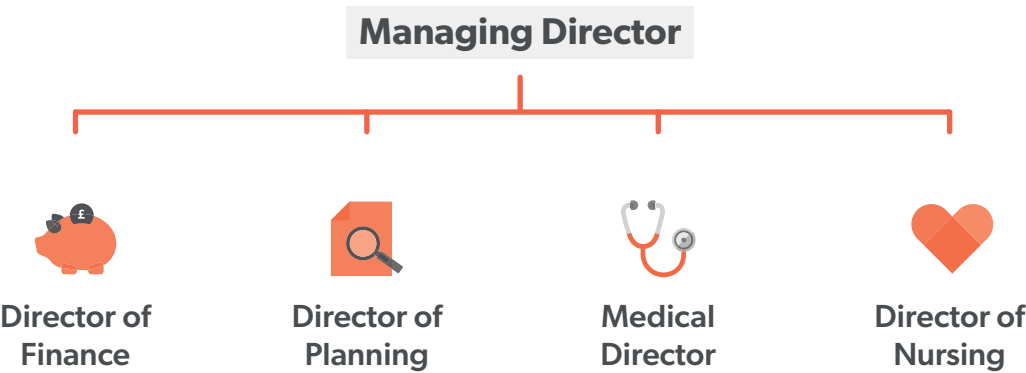 Managing Director
£
Director of
Finance
Director of
Planning
Medical
Director
Director of
Nursing